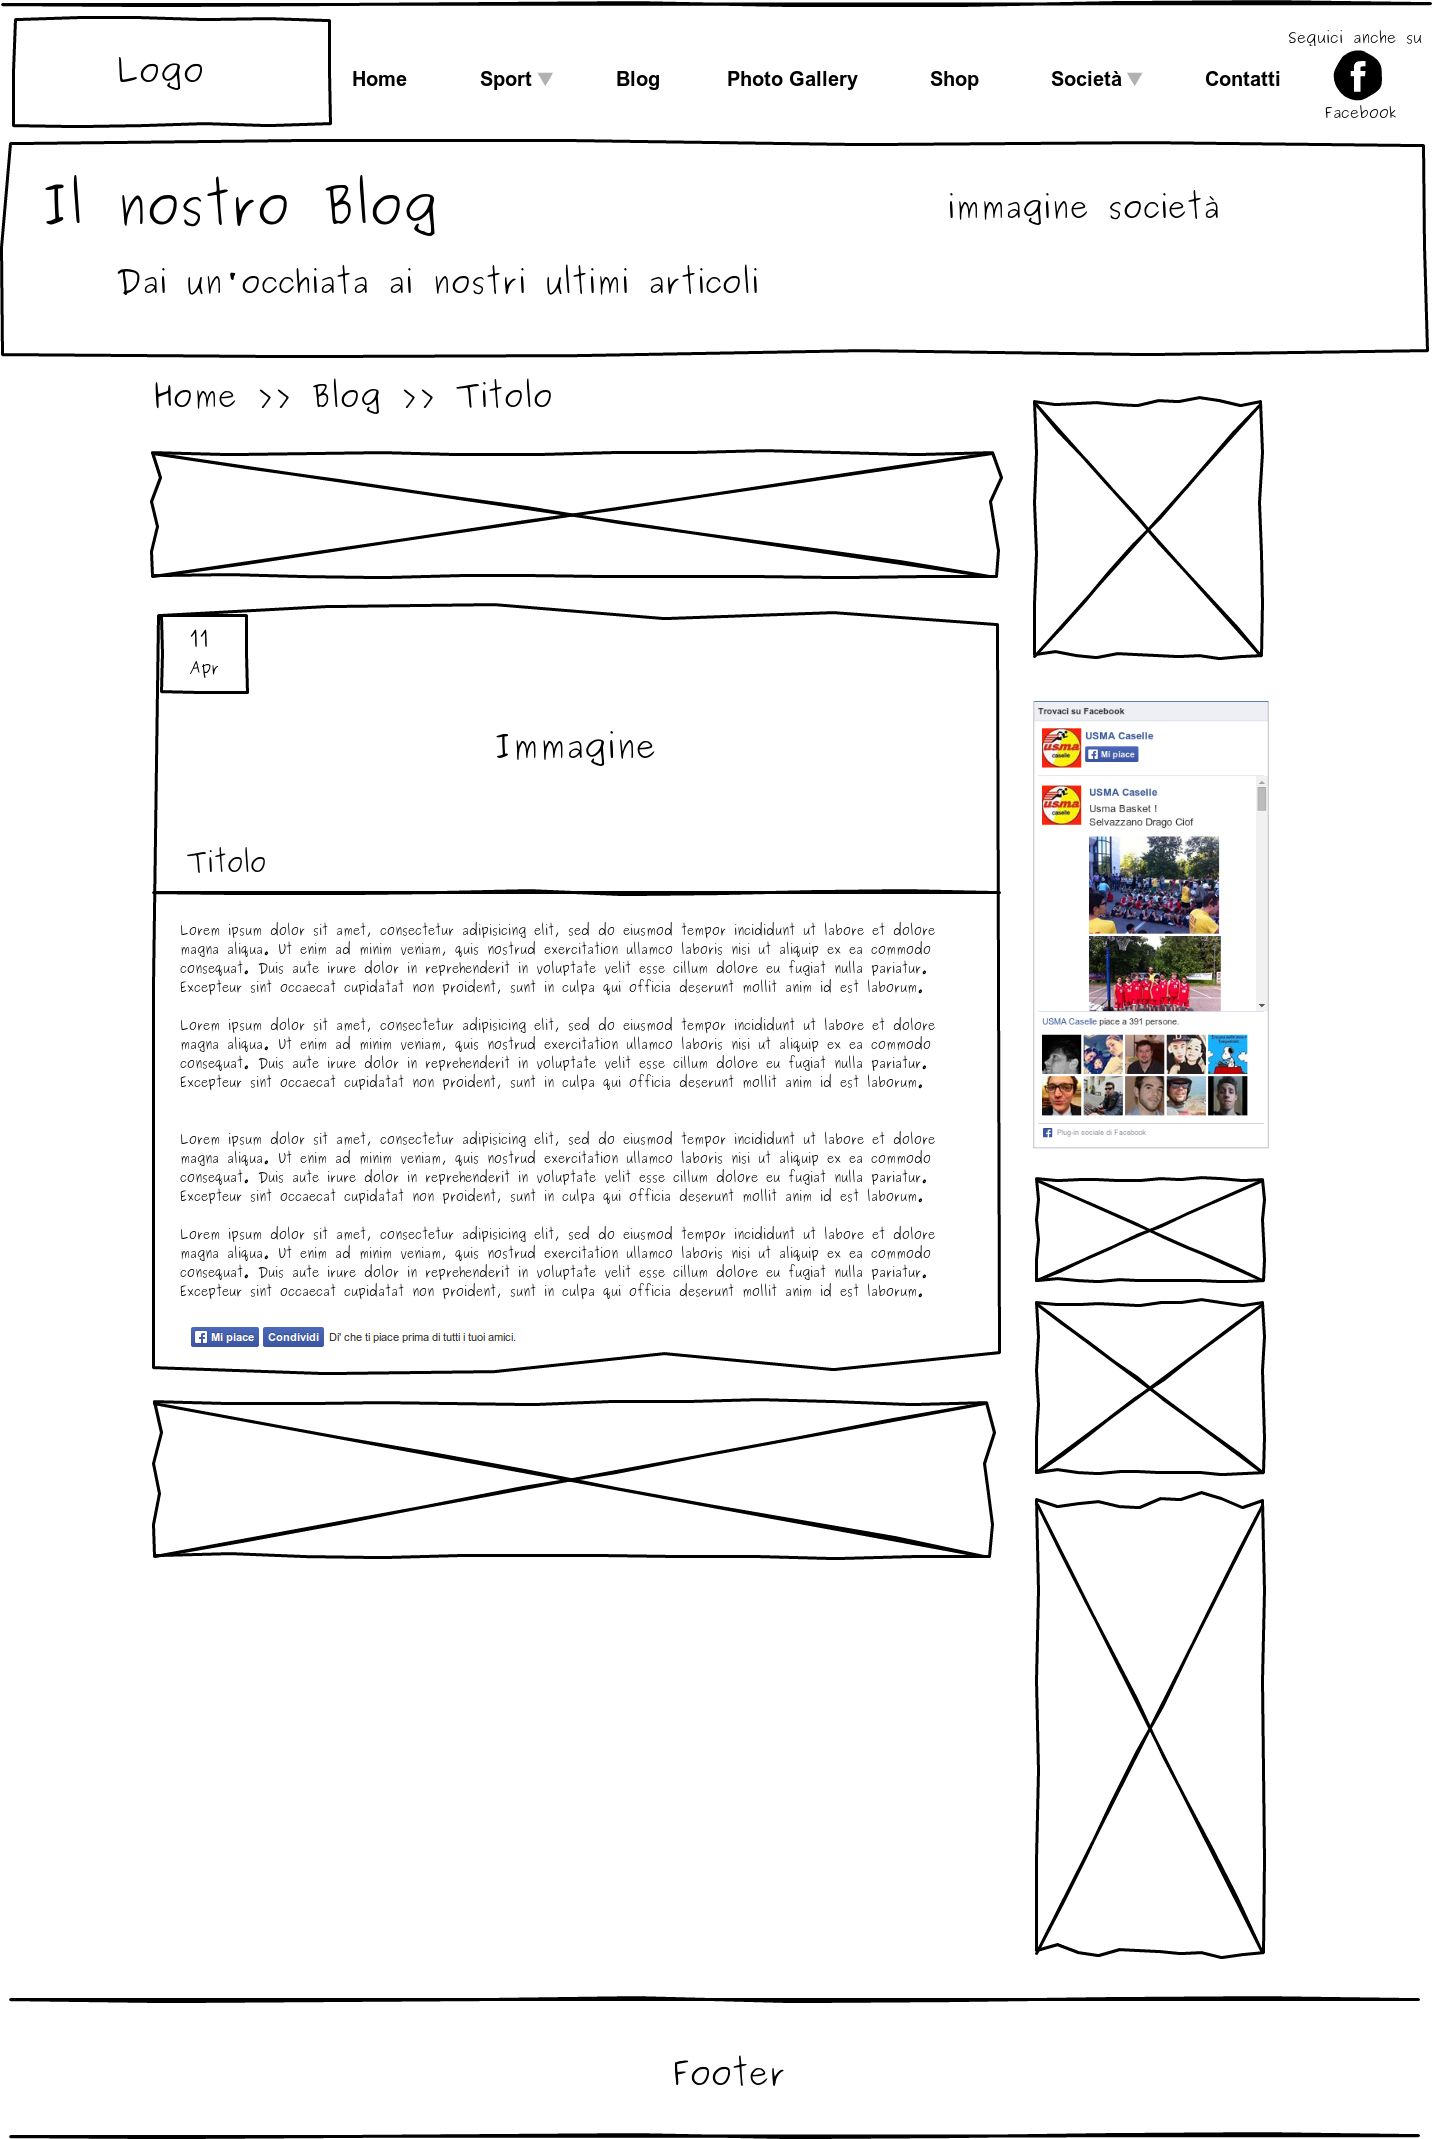 Logo
Home
Sport
Blog
Photo Gallery
Shop
Società
Contatti
Seguici anche su
Facebook
Il nostro Blog
immagine società
Dai un'occhiata ai nostri ultimi articoli
Home >> Blog >> Titolo
11
Apr
Immagine
Titolo
Lorem ipsum dolor sit amet, consectetur adipisicing elit, sed do eiusmod tempor incididunt ut labore et dolore
magna aliqua. Ut enim ad minim veniam, quis nostrud exercitation ullamco laboris nisi ut aliquip ex ea commodo
consequat. Duis aute irure dolor in reprehenderit in voluptate velit esse cillum dolore eu fugiat nulla pariatur.
Excepteur sint occaecat cupidatat non proident, sunt in culpa qui officia deserunt mollit anim id est laborum.
Lorem ipsum dolor sit amet, consectetur adipisicing elit, sed do eiusmod tempor incididunt ut labore et dolore
magna aliqua. Ut enim ad minim veniam, quis nostrud exercitation ullamco laboris nisi ut aliquip ex ea commodo
consequat. Duis aute irure dolor in reprehenderit in voluptate velit esse cillum dolore eu fugiat nulla pariatur.
Excepteur sint occaecat cupidatat non proident, sunt in culpa qui officia deserunt mollit anim id est laborum.
Lorem ipsum dolor sit amet, consectetur adipisicing elit, sed do eiusmod tempor incididunt ut labore et dolore
magna aliqua. Ut enim ad minim veniam, quis nostrud exercitation ullamco laboris nisi ut aliquip ex ea commodo
consequat. Duis aute irure dolor in reprehenderit in voluptate velit esse cillum dolore eu fugiat nulla pariatur.
Excepteur sint occaecat cupidatat non proident, sunt in culpa qui officia deserunt mollit anim id est laborum.
Lorem ipsum dolor sit amet, consectetur adipisicing elit, sed do eiusmod tempor incididunt ut labore et dolore
magna aliqua. Ut enim ad minim veniam, quis nostrud exercitation ullamco laboris nisi ut aliquip ex ea commodo
consequat. Duis aute irure dolor in reprehenderit in voluptate velit esse cillum dolore eu fugiat nulla pariatur.
Excepteur sint occaecat cupidatat non proident, sunt in culpa qui officia deserunt mollit anim id est laborum.
Mi piace Condividi Di' che ti piace prima di tutti i tuoi amici.
Trovaci su Facebook
usma
caselle
USMA Caselle
Mi piace
usma
caselle
USMA Caselle
Usma Basket !
Selvazzano Drago Ciof
USMA Caselle piace a 391 persone.
Plug-in sociale di Facebook
Footer